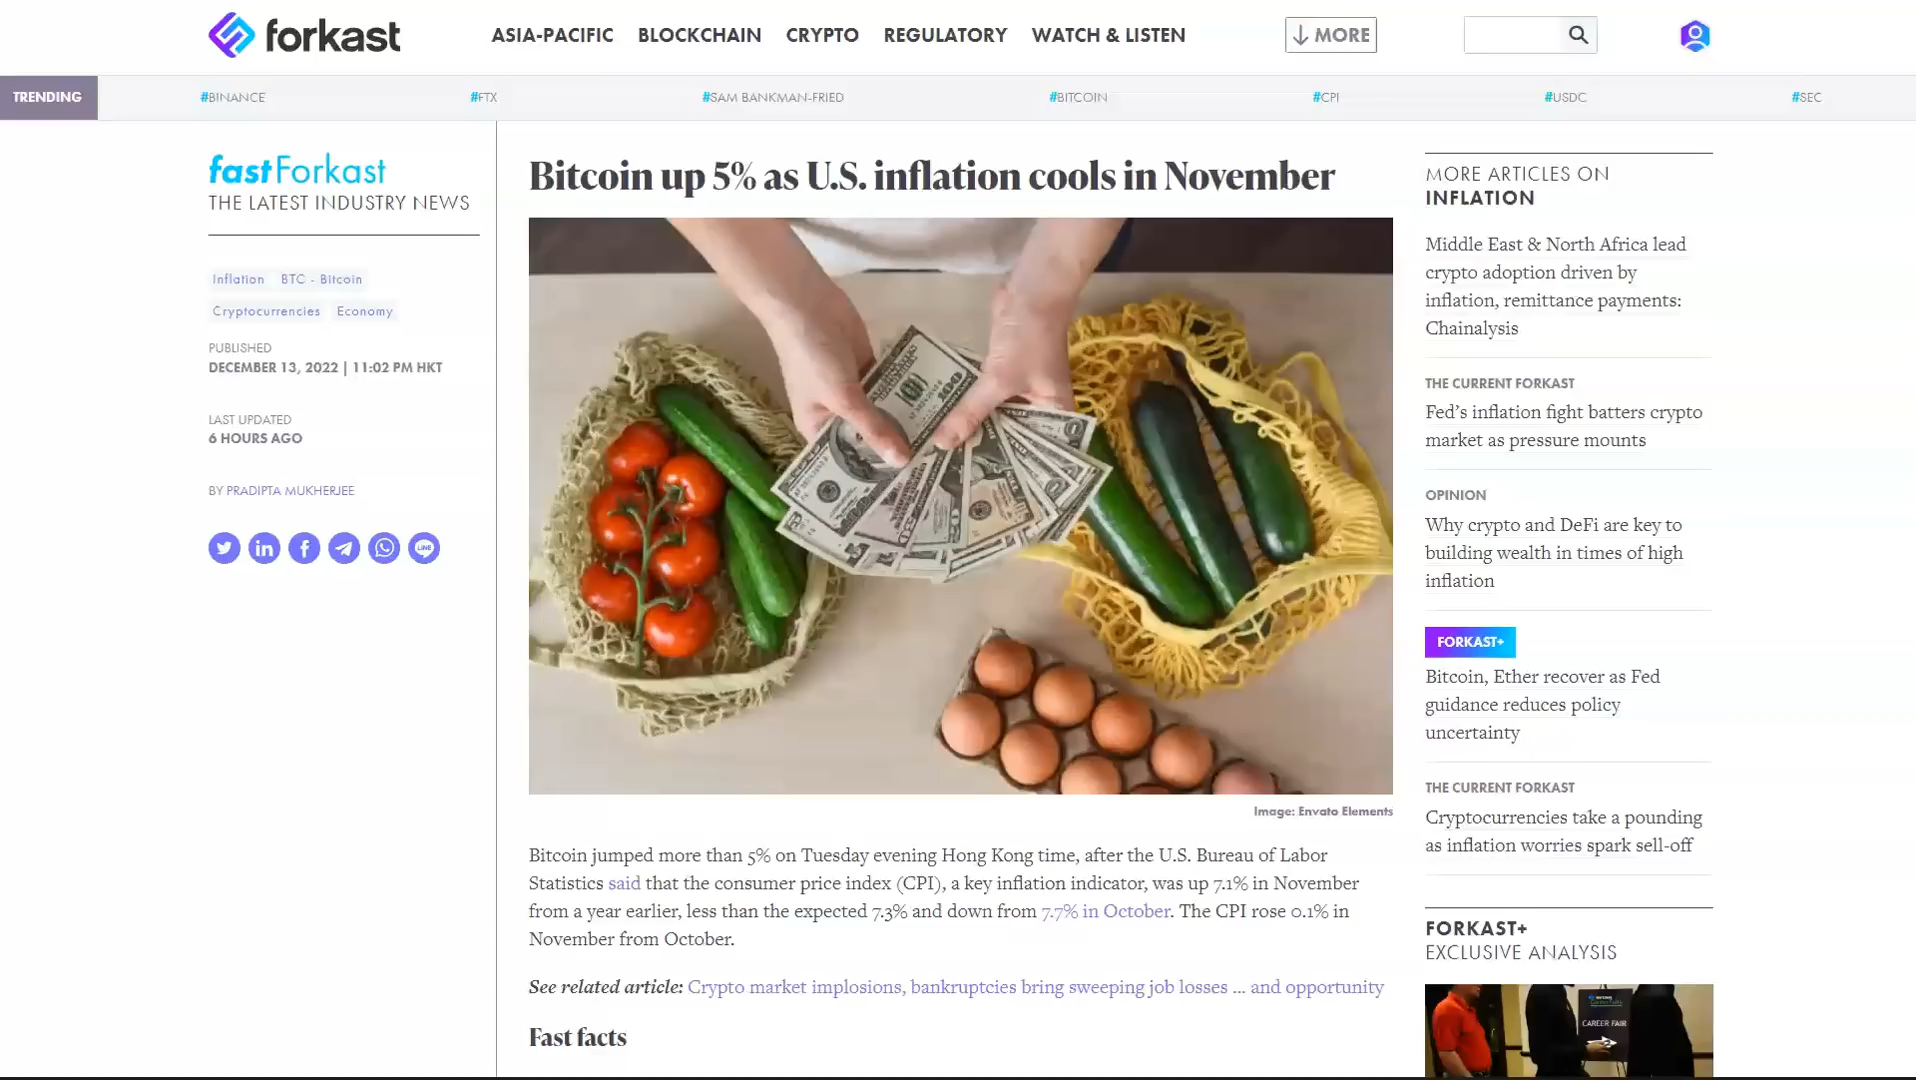 forkast
ASIA-PACIFIC BLOCKCHAIN CRYPTO REGULATORY WATCH & LISTEN
↓ MORE
TRENDING
#BINANCE #FTX #SAM BANKMAN-FRIED #BITCOIN #CPI #USDC #SEC
fastForkast
THE LATEST INDUSTRY NEWS
Inflation BTC - Bitcoin
Cryptocurrencies Economy
PUBLISHED
DECEMBER 13, 2022 | 11:02 PM HKT
LAST UPDATED
6 HOURS AGO
BY PRADIPTA MUKHERJEE
LINE
Bitcoin up 5% as U.S. inflation cools in November
100
Image: Envato Elements
Bitcoin jumped more than 5% on Tuesday evening Hong Kong time, after the U.S. Bureau of Labor
Statistics said that the consumer price index (CPI), a key inflation indicator, was up 7.1% in November
from a year earlier, less than the expected 7.3% and down from 7.7% in October. The CPI rose 0.1% in
November from October.
See related article: Crypto market implosions, bankruptcies bring sweeping job losses ... and opportunity
Fast facts
MORE ARTICLES ON
INFLATION
Middle East & North Africa lead
crypto adoption driven by
inflation, remittance payments:
Chainalysis
THE CURRENT FORKAST
Fed's inflation fight batters crypto
market as pressure mounts
OPINION
Why crypto and DeFi are key to
building wealth in times of high
inflation
FORKAST+
Bitcoin, Ether recover as Fed
guidance reduces policy
uncertainty
THE CURRENT FORKAST
Cryptocurrencies take a pounding
as inflation worries spark sell-off
FORKAST+
EXCLUSIVE ANALYSIS
CAREER FAIR